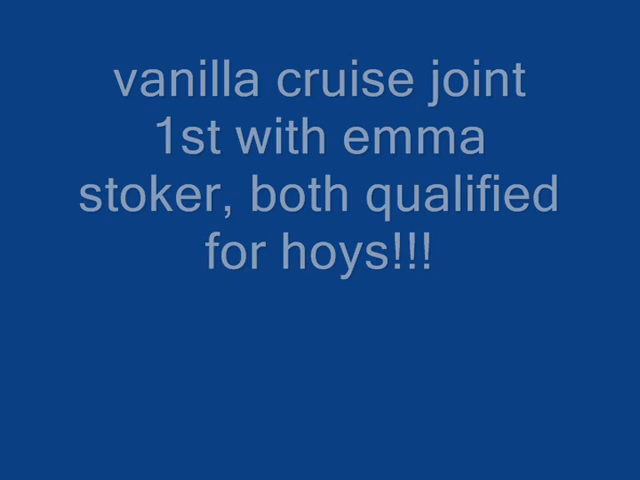 vanilla cruise joint
1st with emma
stoker, both qualified
for hoys!!!